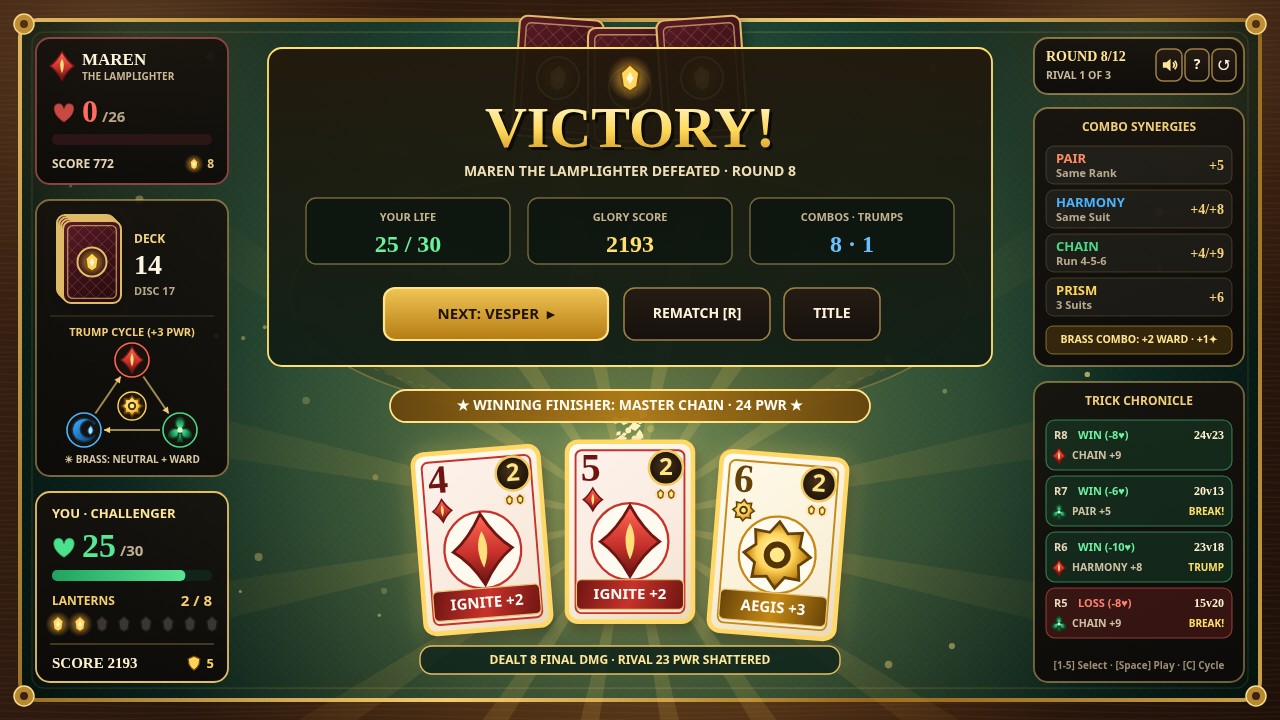 MAREN
THE LAMPLIGHTER
0 /26
SCORE 772
8
DECK
14
DISC 17
TRUMP CYCLE (+3 PWR)
☀ BRASS: NEUTRAL + WARD
YOU · CHALLENGER
25 /30
LANTERNS 2 / 8
SCORE 2193
5
VICTORY!
MAREN THE LAMPLIGHTER DEFEATED · ROUND 8
YOUR LIFE
25 / 30
GLORY SCORE
2193
COMBOS · TRUMPS
8 · 1
NEXT: VESPER ►
REMATCH [R]
TITLE
★ WINNING FINISHER: MASTER CHAIN · 24 PWR ★
4
2
IGNITE +2
5
2
IGNITE +2
6
2
AEGIS +3
DEALT 8 FINAL DMG · RIVAL 23 PWR SHATTERED
ROUND 8/12
RIVAL 1 OF 3
?
↺
COMBO SYNERGIES
PAIR
Same Rank
+5
HARMONY
Same Suit
+4/+8
CHAIN
Run 4-5-6
+4/+9
PRISM
3 Suits
+6
BRASS COMBO: +2 WARD · +1✦
TRICK CHRONICLE
R8 WIN (-8♥) 24v23
CHAIN +9
R7 WIN (-6♥) 20v13
PAIR +5 BREAK!
R6 WIN (-10♥) 23v18
HARMONY +8 TRUMP
R5 LOSS (-8♥) 15v20
CHAIN +9 BREAK!
[1-5] Select · [Space] Play · [C] Cycle